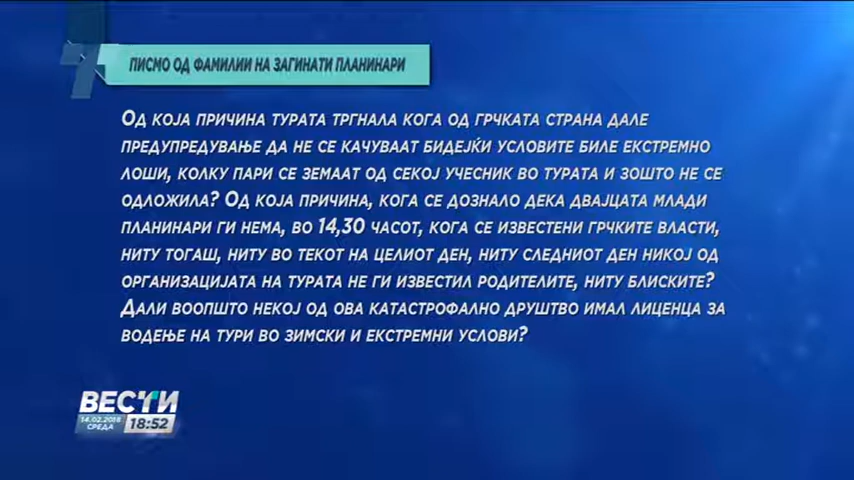 ПИСМО ОД ФАМИЛИИ НА ЗАГИНАТИ ПЛАНИНАРИ
ОД КОЈА ПРИЧИНА ТУРАТА ТРГНАЛА КОГА ОД ГРЧКАТА СТРАНА ДАЛЕ
ПРЕДУПРЕДУВАЊЕ ДА НЕ СЕ КАЧУВААТ БИДЕЈЌИ УСЛОВИТЕ БИЛЕ ЕКСТРЕМНО
ЛОШИ, КОЛКУ ПАРИ СЕ ЗЕМААТ ОД СЕКОЈ УЧЕСНИК ВО ТУРАТА И ЗОШТО НЕ СЕ
ОДЛОЖИЛА? ОД КОЈА ПРИЧИНА, КОГА СЕ ДОЗНАЛО ДЕКА ДВАЈЦАТА МЛАДИ
ПЛАНИНАРИ ГИ НЕМА, ВО 14,30 ЧАСОТ, КОГА СЕ ИЗВЕСТЕНИ ГРЧКИТЕ ВЛАСТИ,
НИТУ ТОГАШ, НИТУ ВО ТЕКОТ НА ЦЕЛИОТ ДЕН, НИТУ СЛЕДНИОТ ДЕН НИКОЈ ОД
ОРГАНИЗАЦИЈАТА НА ТУРАТА НЕ ГИ ИЗВЕСТИЛ РОДИТЕЛИТЕ, НИТУ БЛИСКИТЕ?
ДАЛИ ВООПШТО НЕКОЈ ОД ОВА КАТАСТРОФАЛНО ДРУШТВО ИМАЛ ЛИЦЕНЦА ЗА
ВОДЕЊЕ НА ТУРИ ВО ЗИМСКИ И ЕКСТРЕМНИ УСЛОВИ?
ВЕСТИ
14.02.2018
СРЕДА
18:52